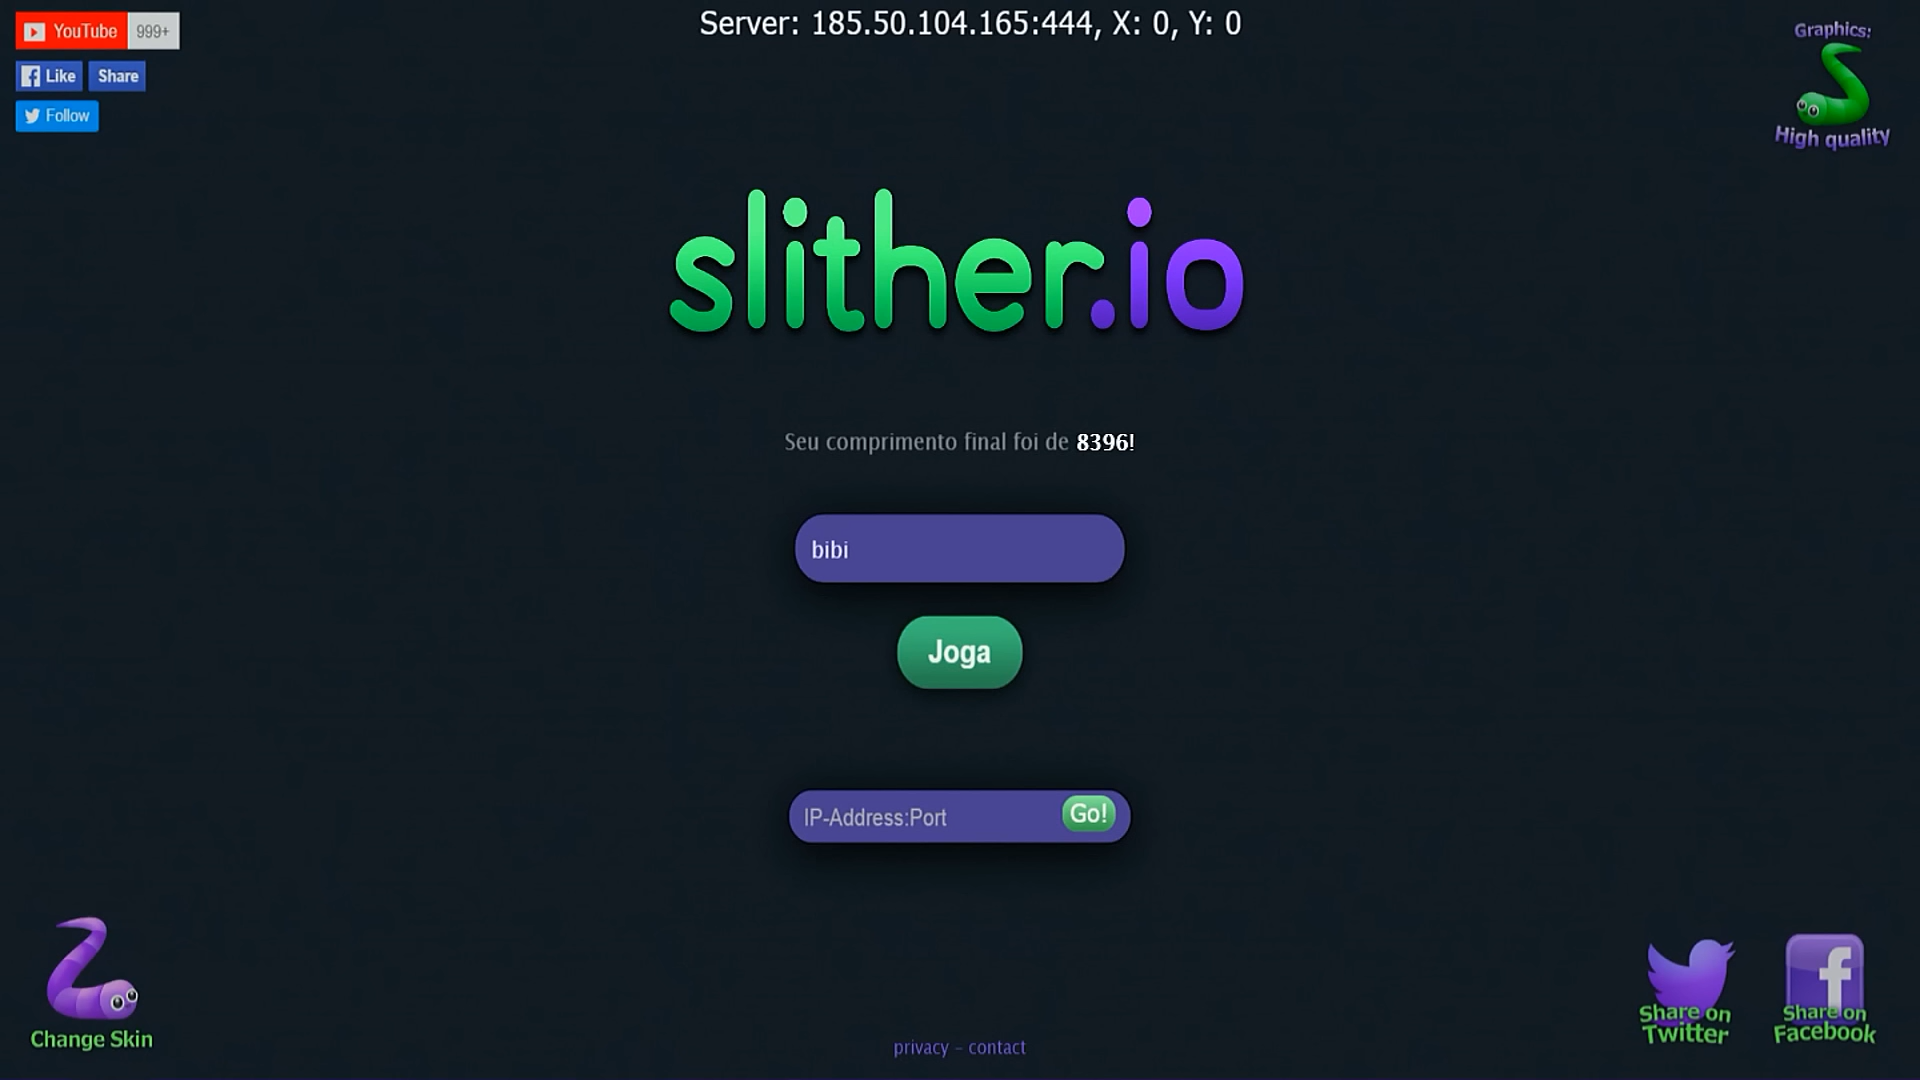 Server: 185.50.104.165:444, X: 0, Y: 0
YouTube 999+
Like Share
Follow
Graphics:
High quality
slither.io
Seu comprimento final foi de 8396!
bibi
Joga
IP-Address:Port Go!
Change Skin
privacy – contact
Share on
Twitter
Share on
Facebook